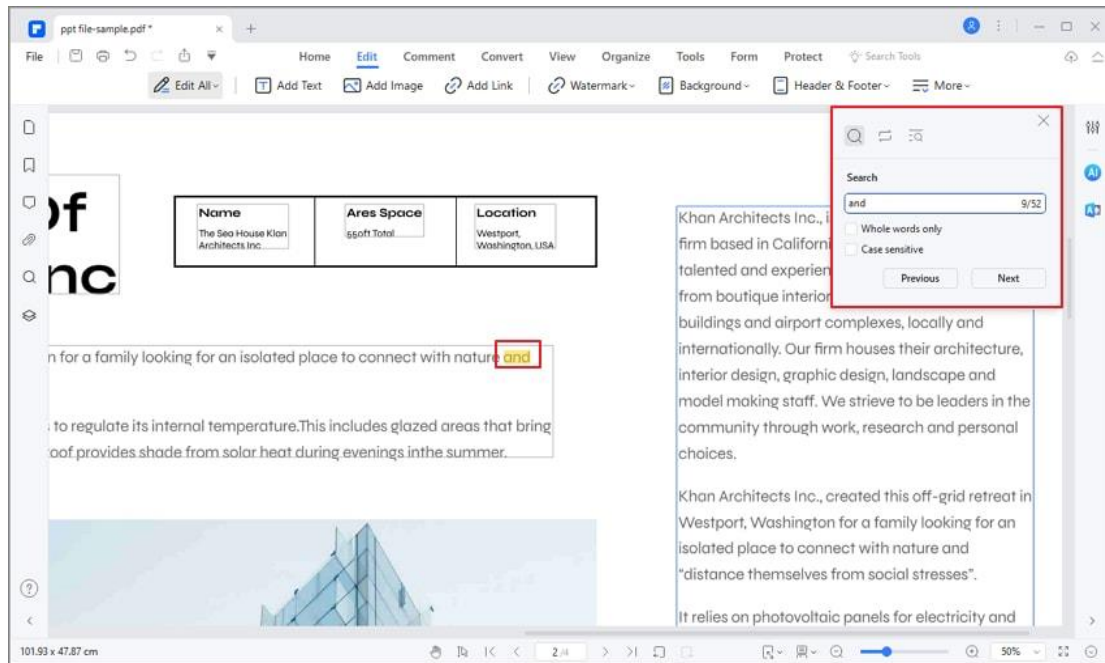 ppt file-sample.pdf *
File Home Edit Comment Convert View Organize Tools Form Protect Search Tools
Edit All Add Text Add Image Add Link Watermark Background Header & Footer More
Of
nc
Name
The Sea House Klan
Architects Inc
Ares Space
550ft Total
Location
Westport,
Washington, USA
n for a family looking for an isolated place to connect with nature and
to regulate its internal temperature.This includes glazed areas that bring
oof provides shade from solar heat during evenings inthe summer.
Khan Architects Inc., i
firm based in Californi
talented and experien
from boutique interior
buildings and airport complexes, locally and
internationally. Our firm houses their architecture,
interior design, graphic design, landscape and
model making staff. We strieve to be leaders in the
community through work, research and personal
choices.
Khan Architects Inc., created this off-grid retreat in
Westport, Washington for a family looking for an
isolated place to connect with nature and
“distance themselves from social stresses”.
It relies on photovoltaic panels for electricity and
Search
and 9/52
Whole words only
Case sensitive
Previous Next
AI
101.93 x 47.87 cm 2/4 50%